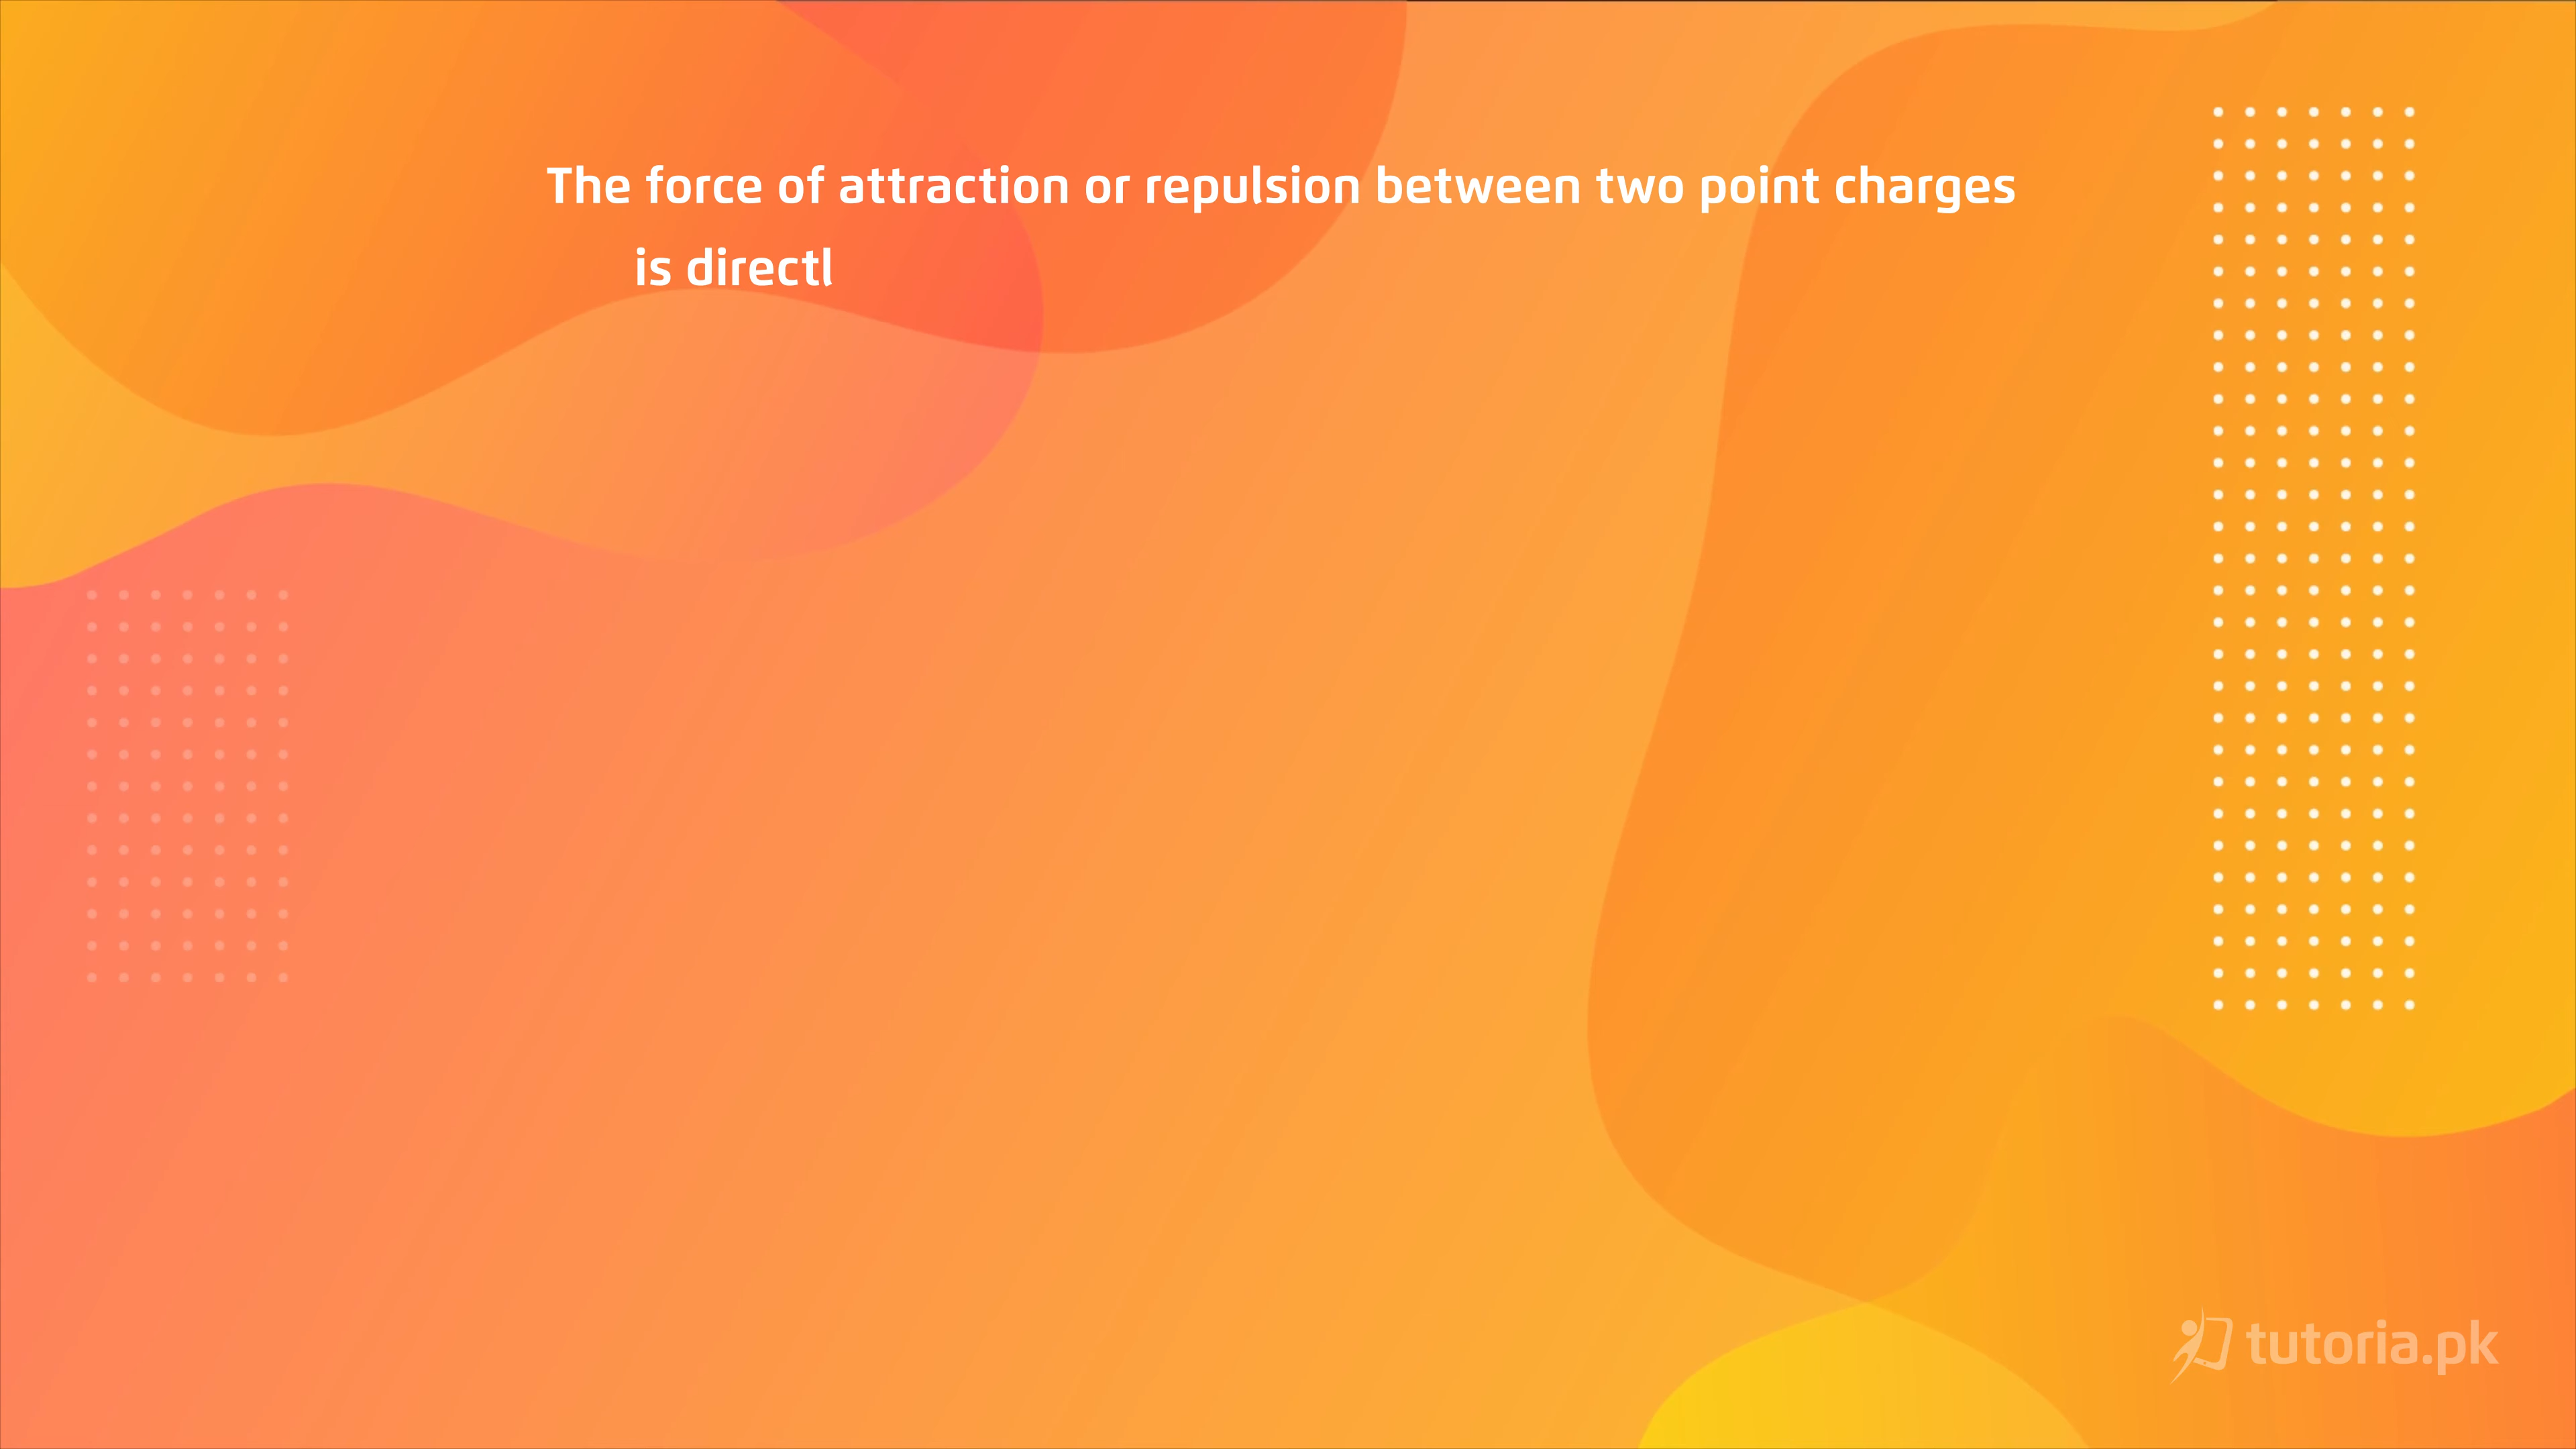 The force of attraction or repulsion between two point charges
is directl
tutoria.pk